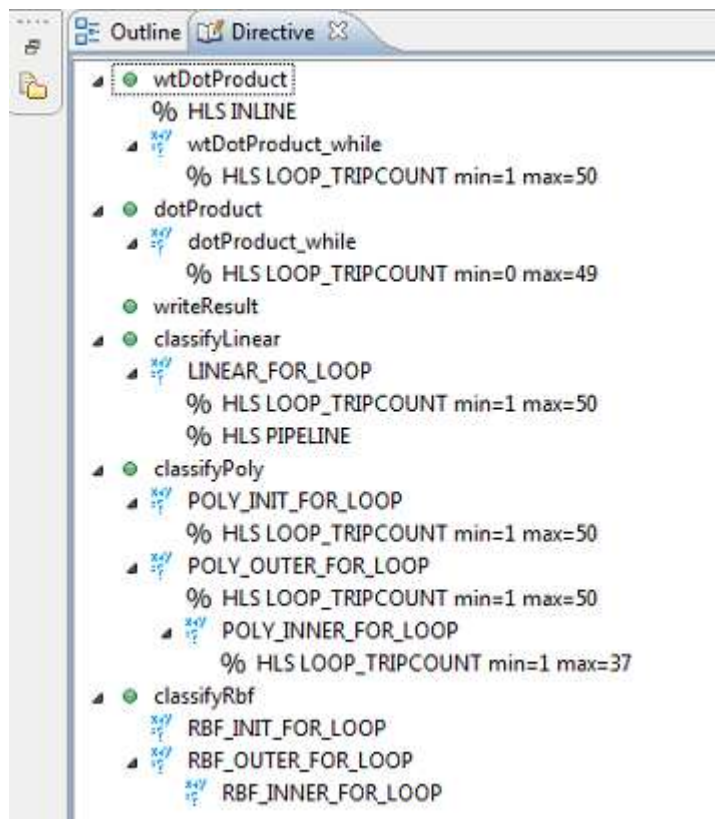 Outline Directive
wtDotProduct
% HLS INLINE
wtDotProduct_while
% HLS LOOP_TRIPCOUNT min=1 max=50
dotProduct
dotProduct_while
% HLS LOOP_TRIPCOUNT min=0 max=49
writeResult
classifyLinear
LINEAR_FOR_LOOP
% HLS LOOP_TRIPCOUNT min=1 max=50
% HLS PIPELINE
classifyPoly
POLY_INIT_FOR_LOOP
% HLS LOOP_TRIPCOUNT min=1 max=50
POLY_OUTER_FOR_LOOP
% HLS LOOP_TRIPCOUNT min=1 max=50
POLY_INNER_FOR_LOOP
% HLS LOOP_TRIPCOUNT min=1 max=37
classifyRbf
RBF_INIT_FOR_LOOP
RBF_OUTER_FOR_LOOP
RBF_INNER_FOR_LOOP